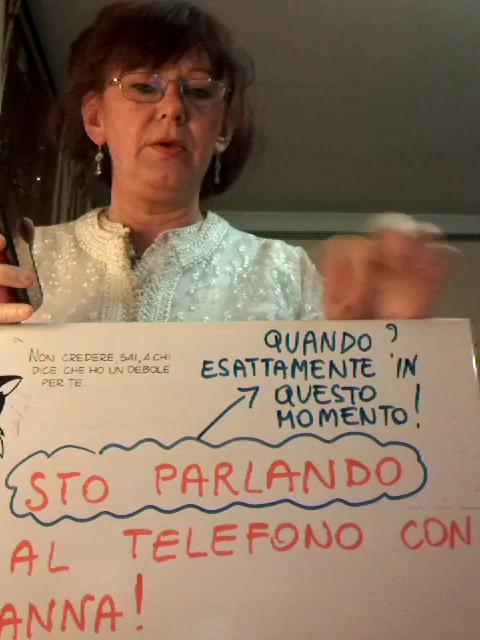 NON CREDERE, SAI, A CHI
DICE CHE HO UN DEBOLE
PER TE...
QUANDO?
ESATTAMENTE IN
QUESTO
MOMENTO!
STO PARLANDO
AL TELEFONO CON
ANNA!